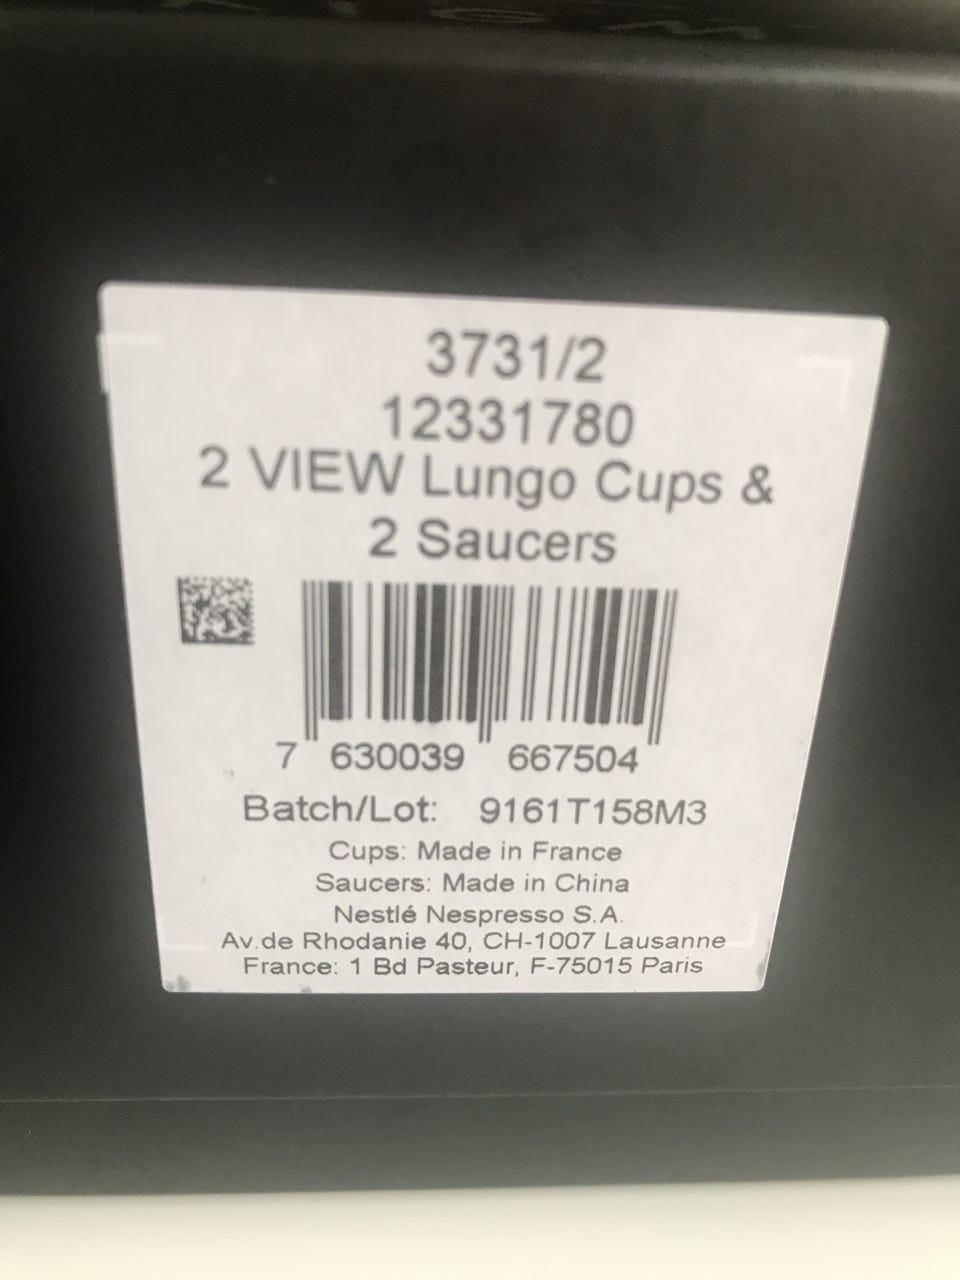 3731/2
12331780
2 VIEW Lungo Cups &
2 Saucers
7 630039 667504
Batch/Lot: 9161T158M3
Cups: Made in France
Saucers: Made in China
Nestlé Nespresso S.A.
Av.de Rhodanie 40, CH-1007 Lausanne
France: 1 Bd Pasteur, F-75015 Paris